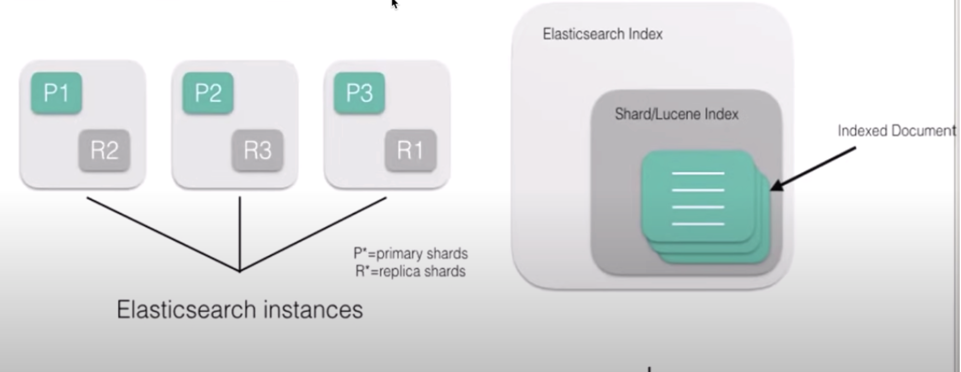 Elasticsearch Index
P1
P2
P3
Shard/Lucene Index
R2
R3
R1
Indexed Document
P*=primary shards
R*=replica shards
Elasticsearch instances